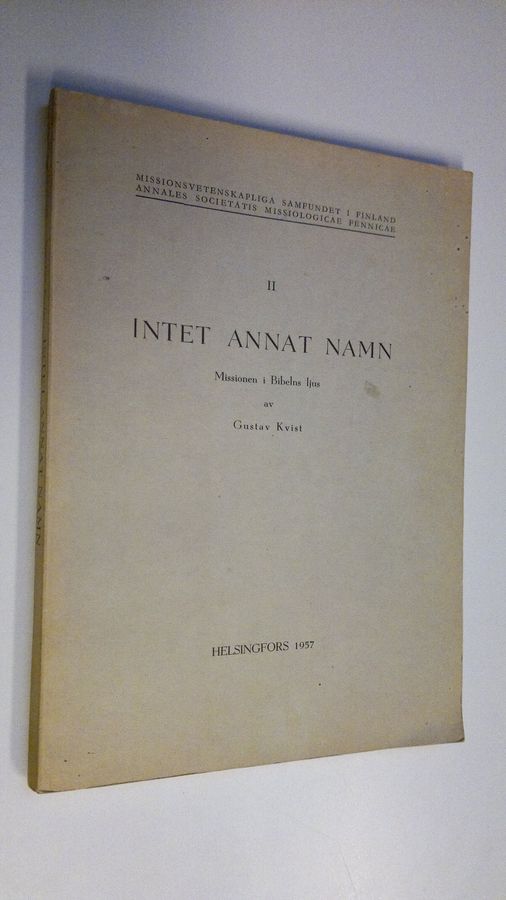 MISSIONSVETENSKAPLIGA SAMFUNDET I FINLAND
ANNALES SOCIETATIS MISSIOLOGICAE FENNICAE
II
INTET ANNAT NAMN
Missionen i Bibelns ljus
av
Gustav Kvist
HELSINGFORS 1957
INTET ANNAT NAMN